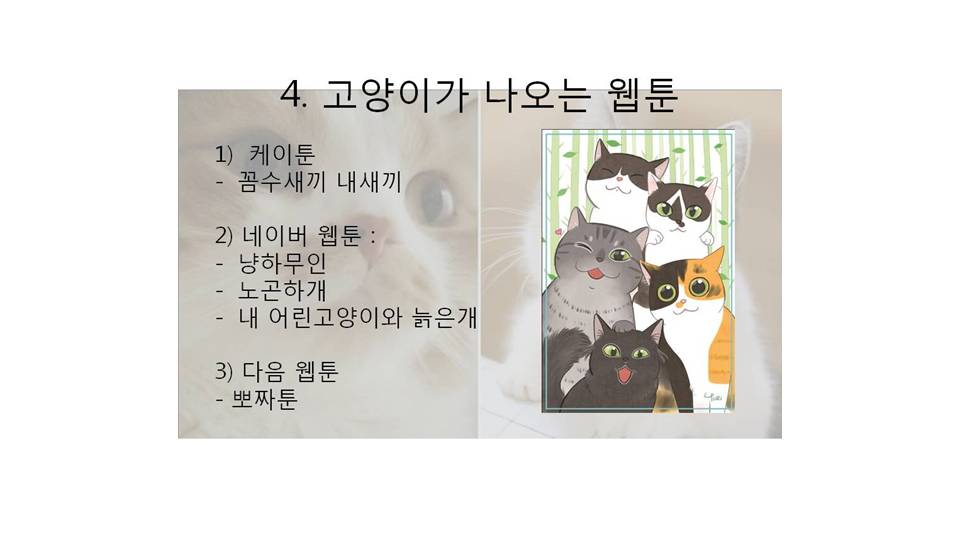 4. 고양이가 나오는 웹툰
1) 케이툰
- 꼼수새끼 내새끼
2) 네이버 웹툰 :
- 냥하무인
- 노곤하개
- 내 어린고양이와 늙은개
3) 다음 웹툰
- 뽀짜툰